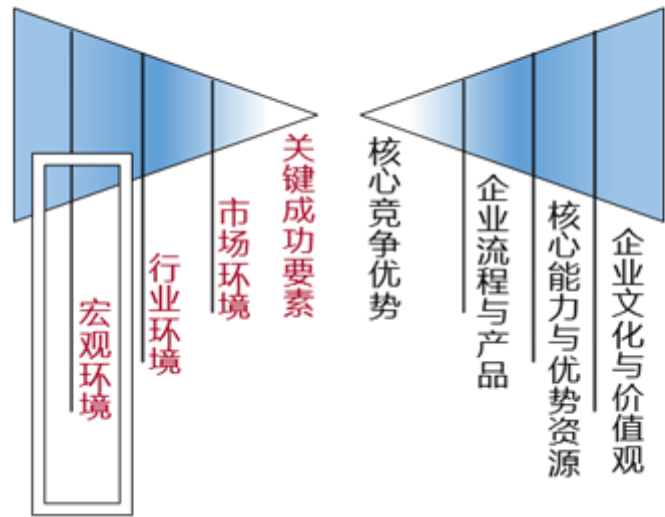 宏观环境
行业环境
市场环境
关键成功要素
核心竞争优势
企业流程与产品
核心能力与优势资源
企业文化与价值观